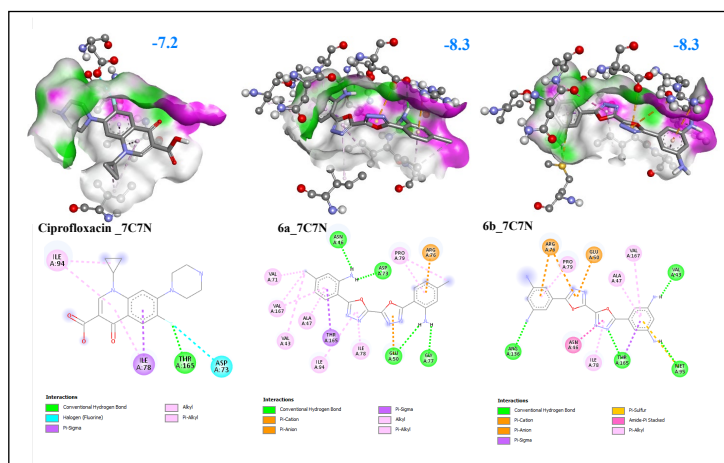 -7.2
-8.3
-8.3
Ciprofloxacin _7C7N
6a_7C7N
6b_7C7N
ILE
A:94
ILE
A:78
THR
A:165
ASP
A:73
Interactions
Conventional Hydrogen Bond
Halogen (Fluorine)
Pi-Sigma
Alkyl
Pi-Alkyl
ASN
A:46
ASP
A:73
PRO
A:79
ARG
A:76
VAL
A:71
VAL
A:167
ALA
A:47
VAL
A:43
THR
A:165
ILE
A:94
ILE
A:78
GLU
A:50
GLY
A:77
Interactions
Conventional Hydrogen Bond
Pi-Cation
Pi-Anion
Pi-Sigma
Alkyl
Pi-Alkyl
ARG
A:76
PRO
A:79
GLU
A:50
ALA
A:47
VAL
A:167
VAL
A:43
ARG
A:136
ASN
A:46
ILE
A:78
THR
A:165
MET
A:95
Interactions
Conventional Hydrogen Bond
Pi-Cation
Pi-Anion
Pi-Sigma
Pi-Sulfur
Amide-Pi Stacked
Pi-Alkyl